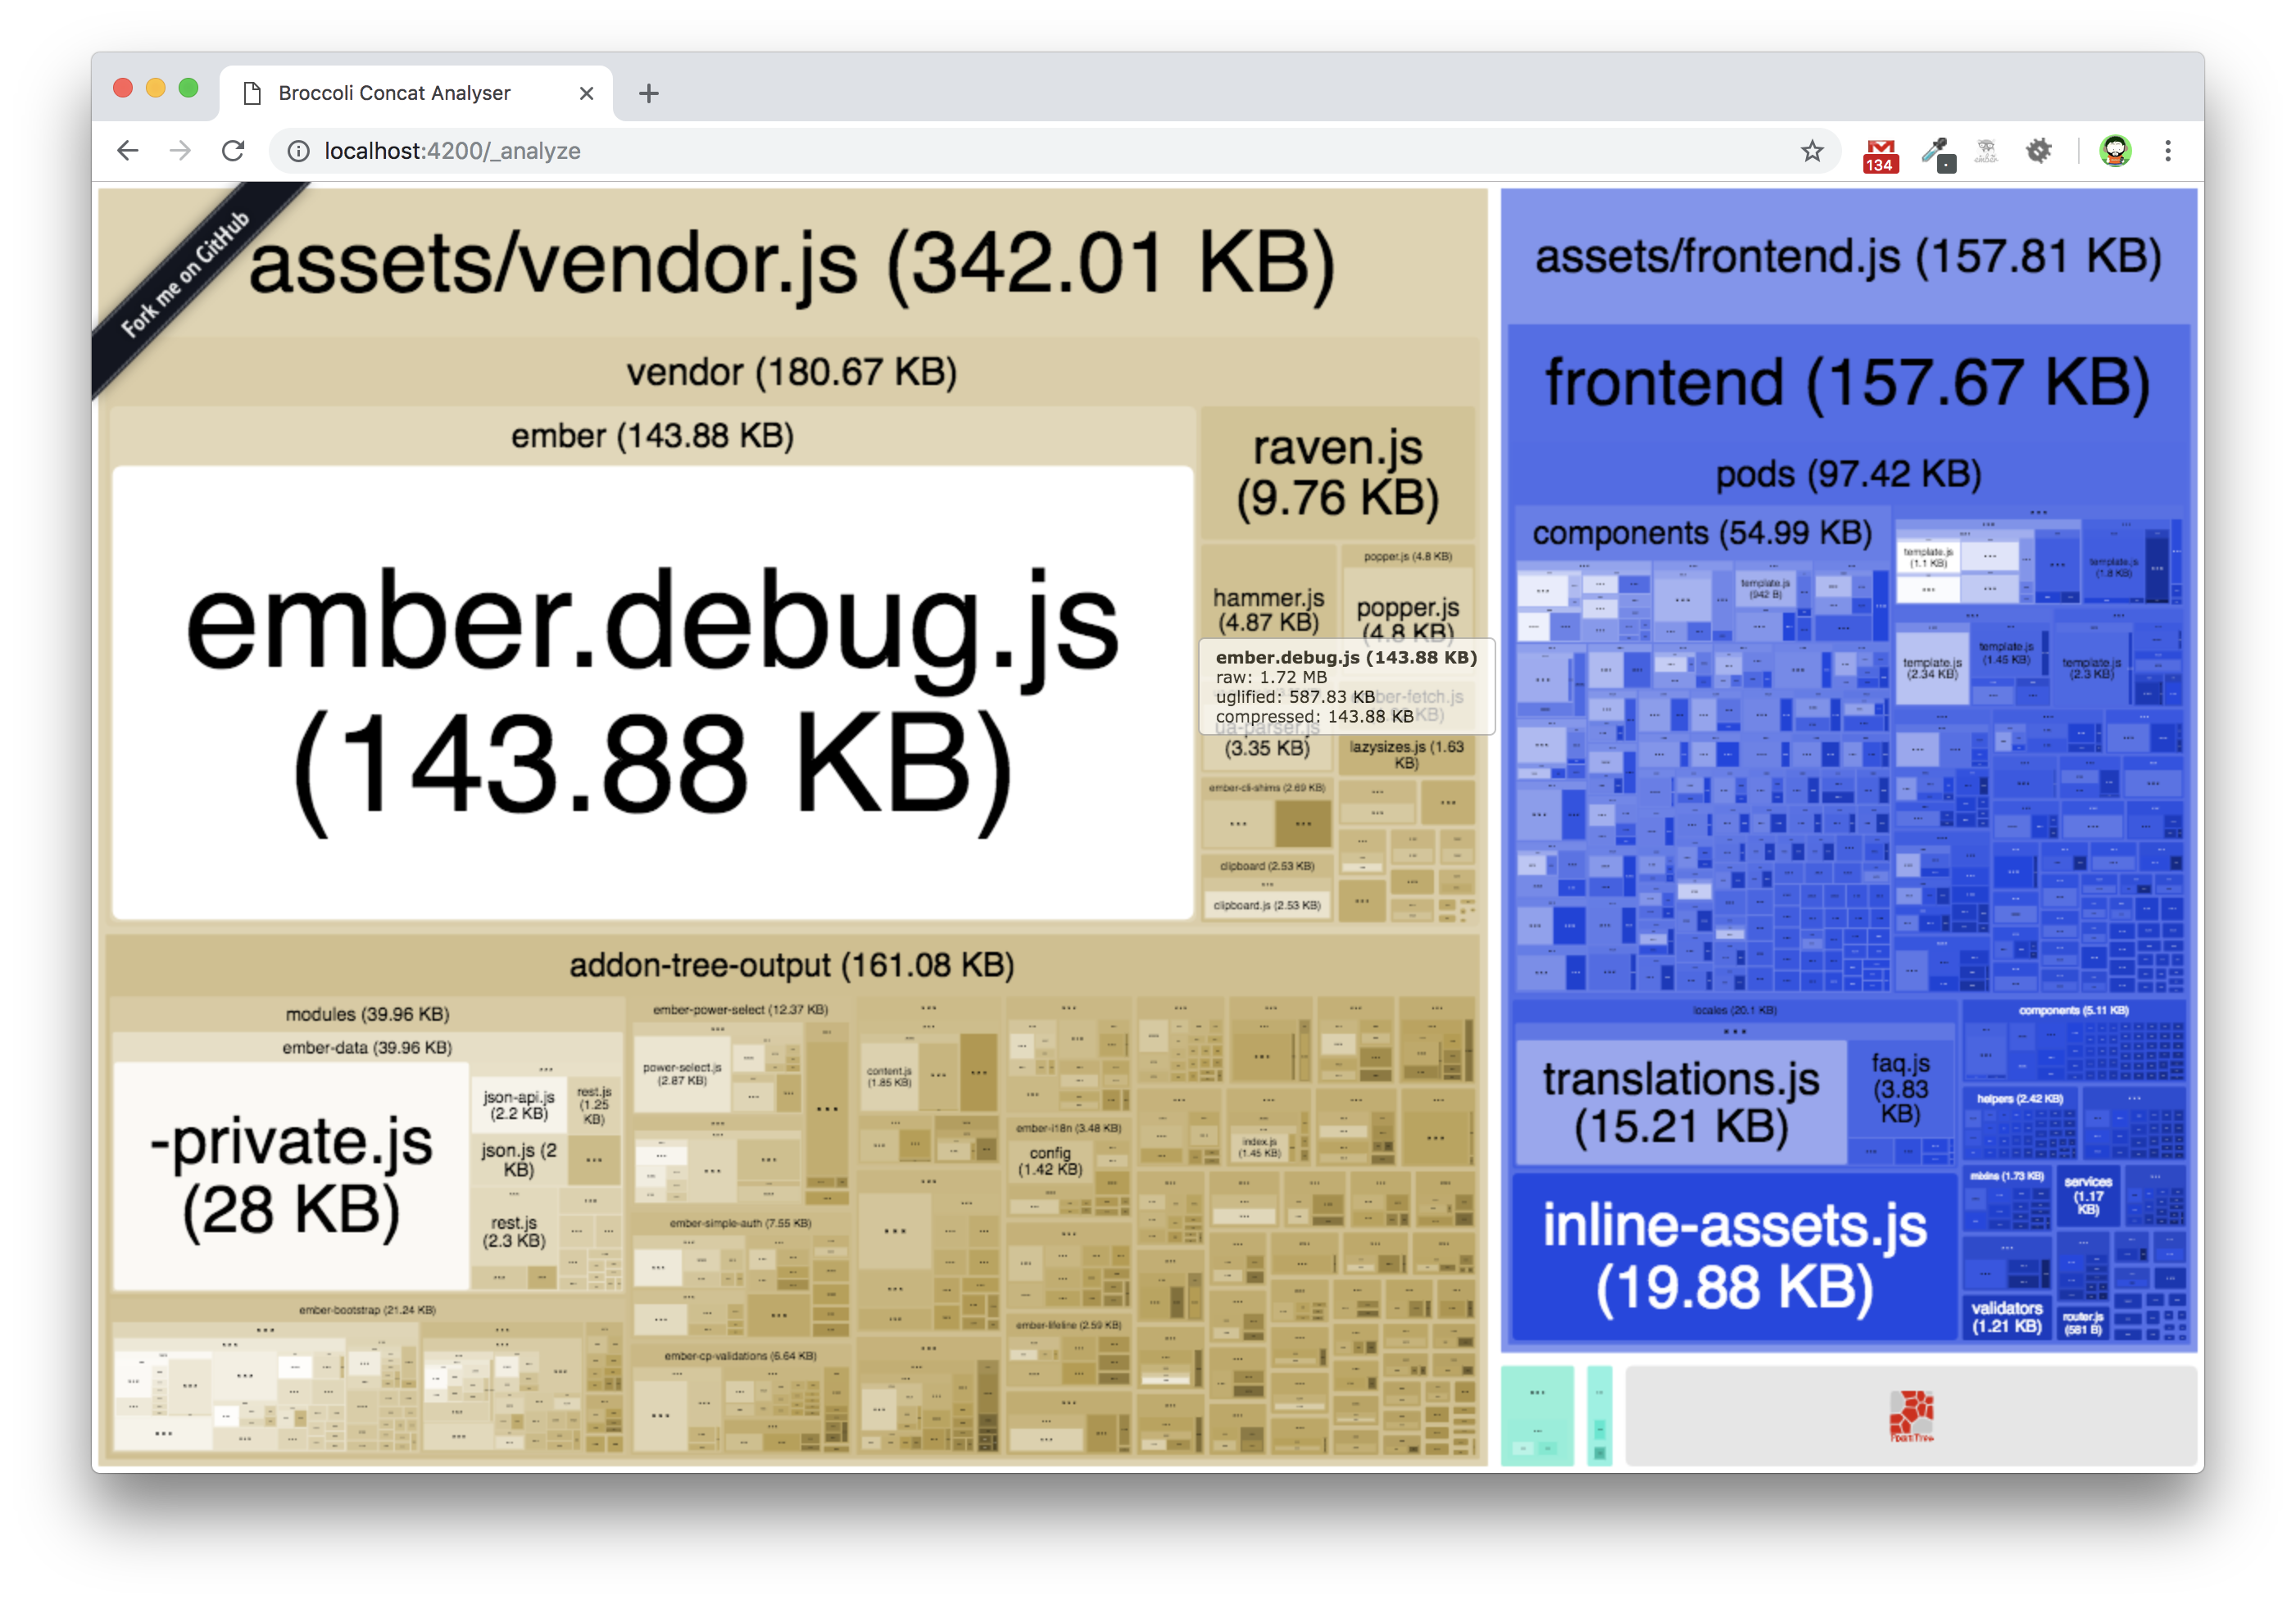 Broccoli Concat Analyser
localhost:4200/_analyze
134
Fork me on GitHub
assets/vendor.js (342.01 KB)
vendor (180.67 KB)
ember (143.88 KB)
ember.debug.js
(143.88 KB)
raven.js
(9.76 KB)
hammer.js
(4.87 KB)
popper.js (4.8 KB)
popper.js
(4.8 KB)
ember.debug.js (143.88 KB)
raw: 1.72 MB
uglified: 587.83 KB
compressed: 143.88 KB
ua-parser.js
(3.35 KB)
lazysizes.js (1.63
KB)
ember-cli-shims (2.69 KB)
clipboard (2.53 KB)
clipboard.js (2.53 KB)
addon-tree-output (161.08 KB)
modules (39.96 KB)
ember-data (39.96 KB)
-private.js
(28 KB)
json-api.js
(2.2 KB)
rest.js
(1.25
KB)
json.js (2
KB)
rest.js
(2.3 KB)
ember-bootstrap (21.24 KB)
ember-power-select (12.37 KB)
power-select.js
(2.87 KB)
ember-simple-auth (7.55 KB)
ember-cp-validations (6.64 KB)
content.js
(1.85 KB)
ember-i18n (3.48 KB)
config
(1.42 KB)
ember-lifeline (2.59 KB)
index.js
(1.45 KB)
assets/frontend.js (157.81 KB)
frontend (157.67 KB)
pods (97.42 KB)
components (54.99 KB)
template.js
(942 B)
template.js
(1.1 KB)
template.js
(1.8 KB)
template.js
(2.34 KB)
template.js
(1.45 KB)
template.js
(2.3 KB)
locales (20.1 KB)
translations.js
(15.21 KB)
faq.js
(3.83
KB)
inline-assets.js
(19.88 KB)
components (5.11 KB)
helpers (2.42 KB)
mixins (1.73 KB)
services
(1.17
KB)
validators
(1.21 KB)
router.js
(581 B)
FoamTree